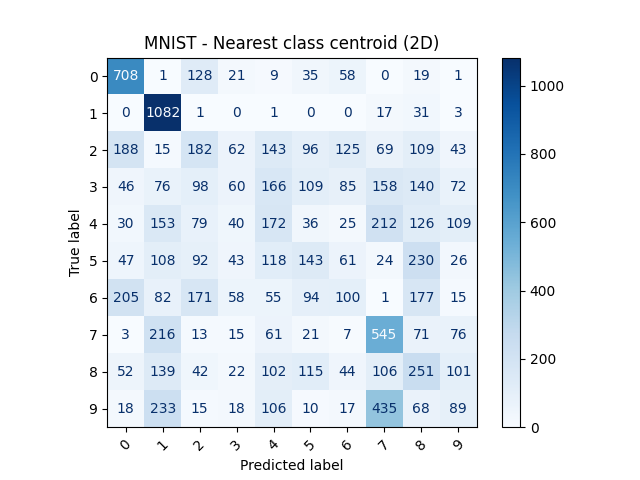 MNIST - Nearest class centroid (2D)
0 708 1 128 21 9 35 58 0 19 1
1 0 1082 1 0 1 0 0 17 31 3
2 188 15 182 62 143 96 125 69 109 43
3 46 76 98 60 166 109 85 158 140 72
4 30 153 79 40 172 36 25 212 126 109
5 47 108 92 43 118 143 61 24 230 26
6 205 82 171 58 55 94 100 1 177 15
7 3 216 13 15 61 21 7 545 71 76
8 52 139 42 22 102 115 44 106 251 101
9 18 233 15 18 106 10 17 435 68 89
0 1 2 3 4 5 6 7 8 9
Predicted label
True label
1000
800
600
400
200
0